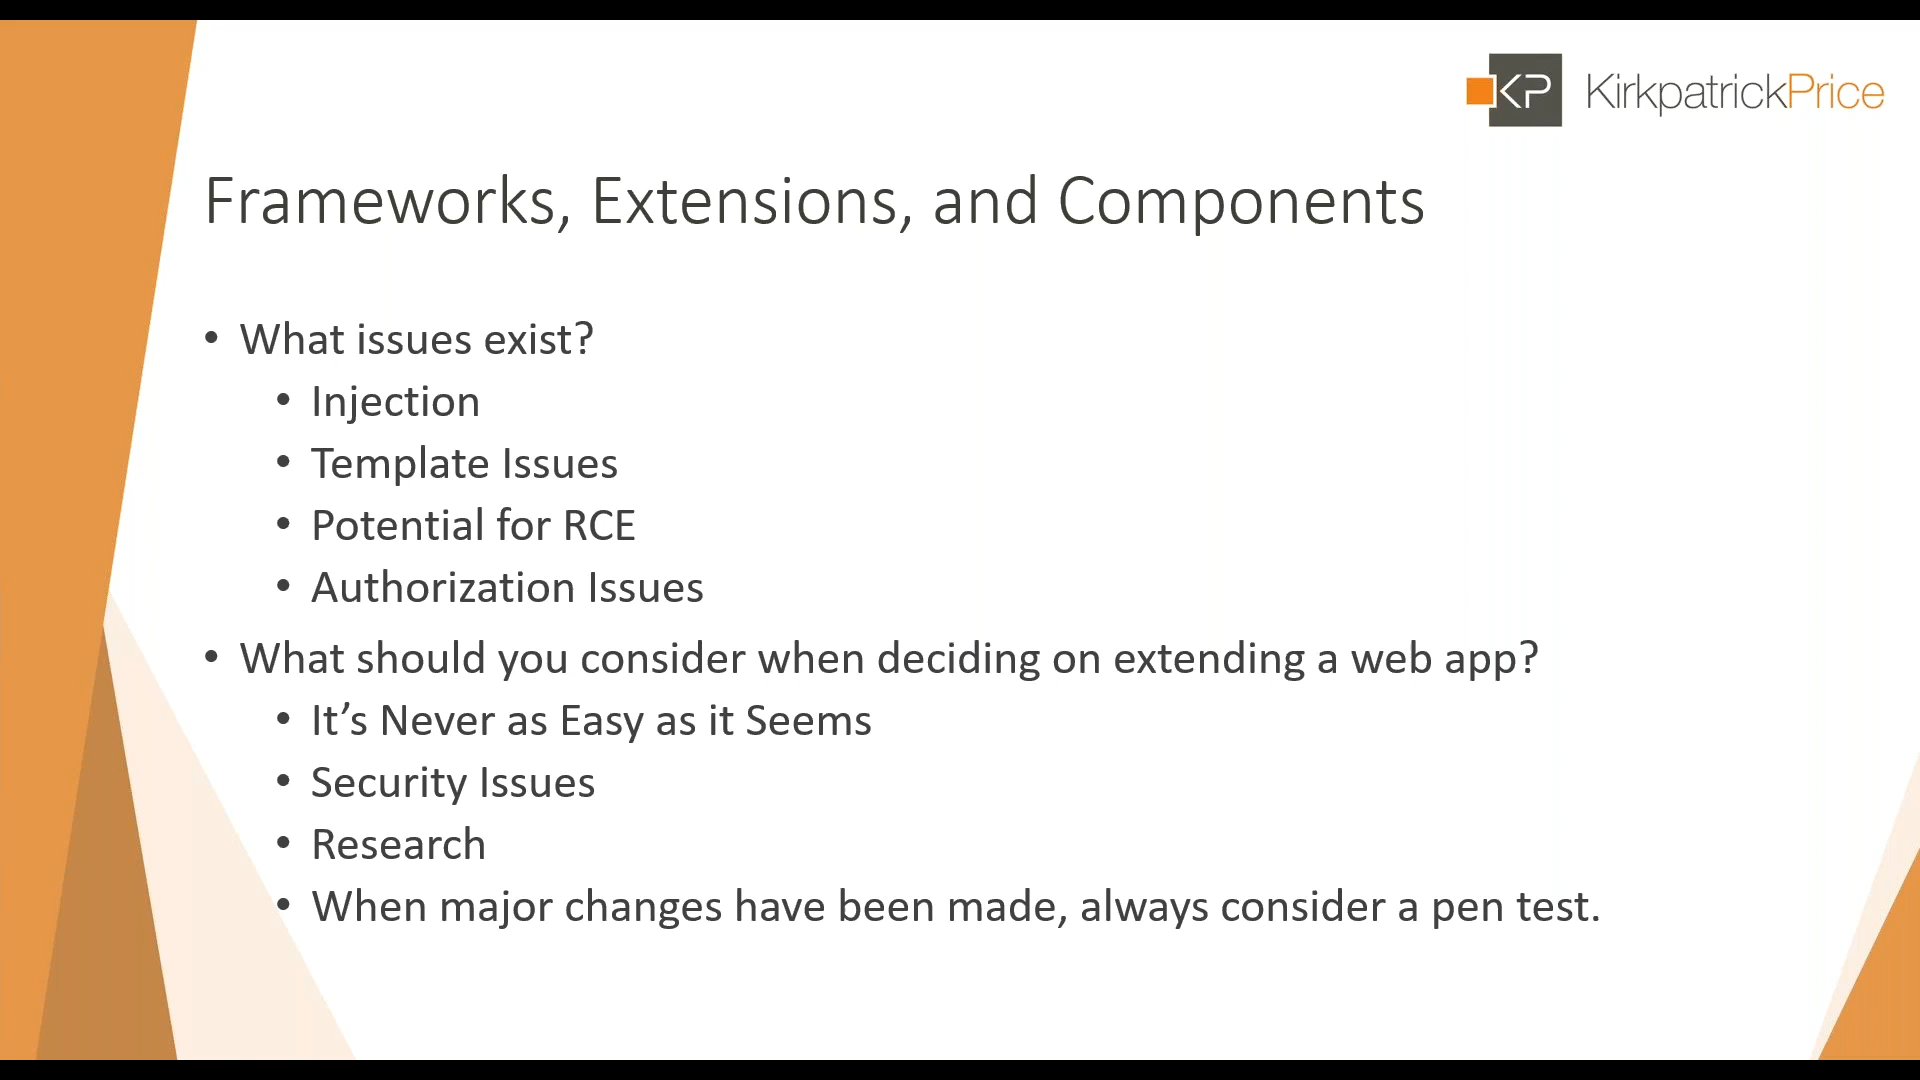 KP KirkpatrickPrice
Frameworks, Extensions, and Components
• What issues exist?
• Injection
• Template Issues
• Potential for RCE
• Authorization Issues
• What should you consider when deciding on extending a web app?
• It’s Never as Easy as it Seems
• Security Issues
• Research
• When major changes have been made, always consider a pen test.